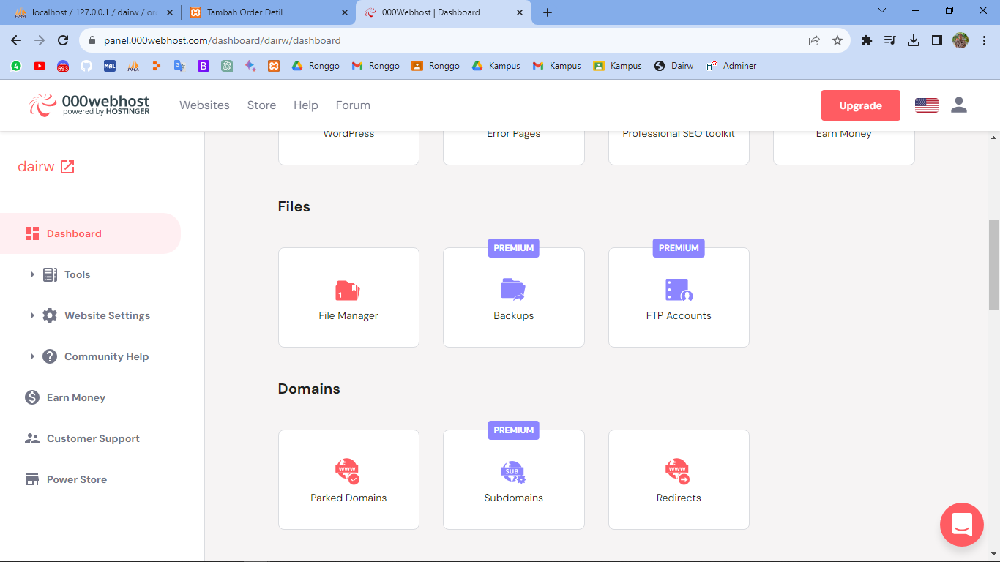 localhost / 127.0.0.1 / dairw / or
Tambah Order Detil
000Webhost | Dashboard
panel.000webhost.com/dashboard/dairw/dashboard
4
693
MAL
B
Ronggo
Ronggo
Ronggo
Kampus
Kampus
Kampus
Dairw
Adminer
000webhost
powered by HOSTINGER
Websites
Store
Help
Forum
Upgrade
WordPress
Error Pages
Professional SEO toolkit
Earn Money
dairw
Dashboard
Tools
Website Settings
Community Help
Earn Money
Customer Support
Power Store
Files
PREMIUM
PREMIUM
1
File Manager
Backups
FTP Accounts
Domains
PREMIUM
WWW
SUB
WWW
Parked Domains
Subdomains
Redirects